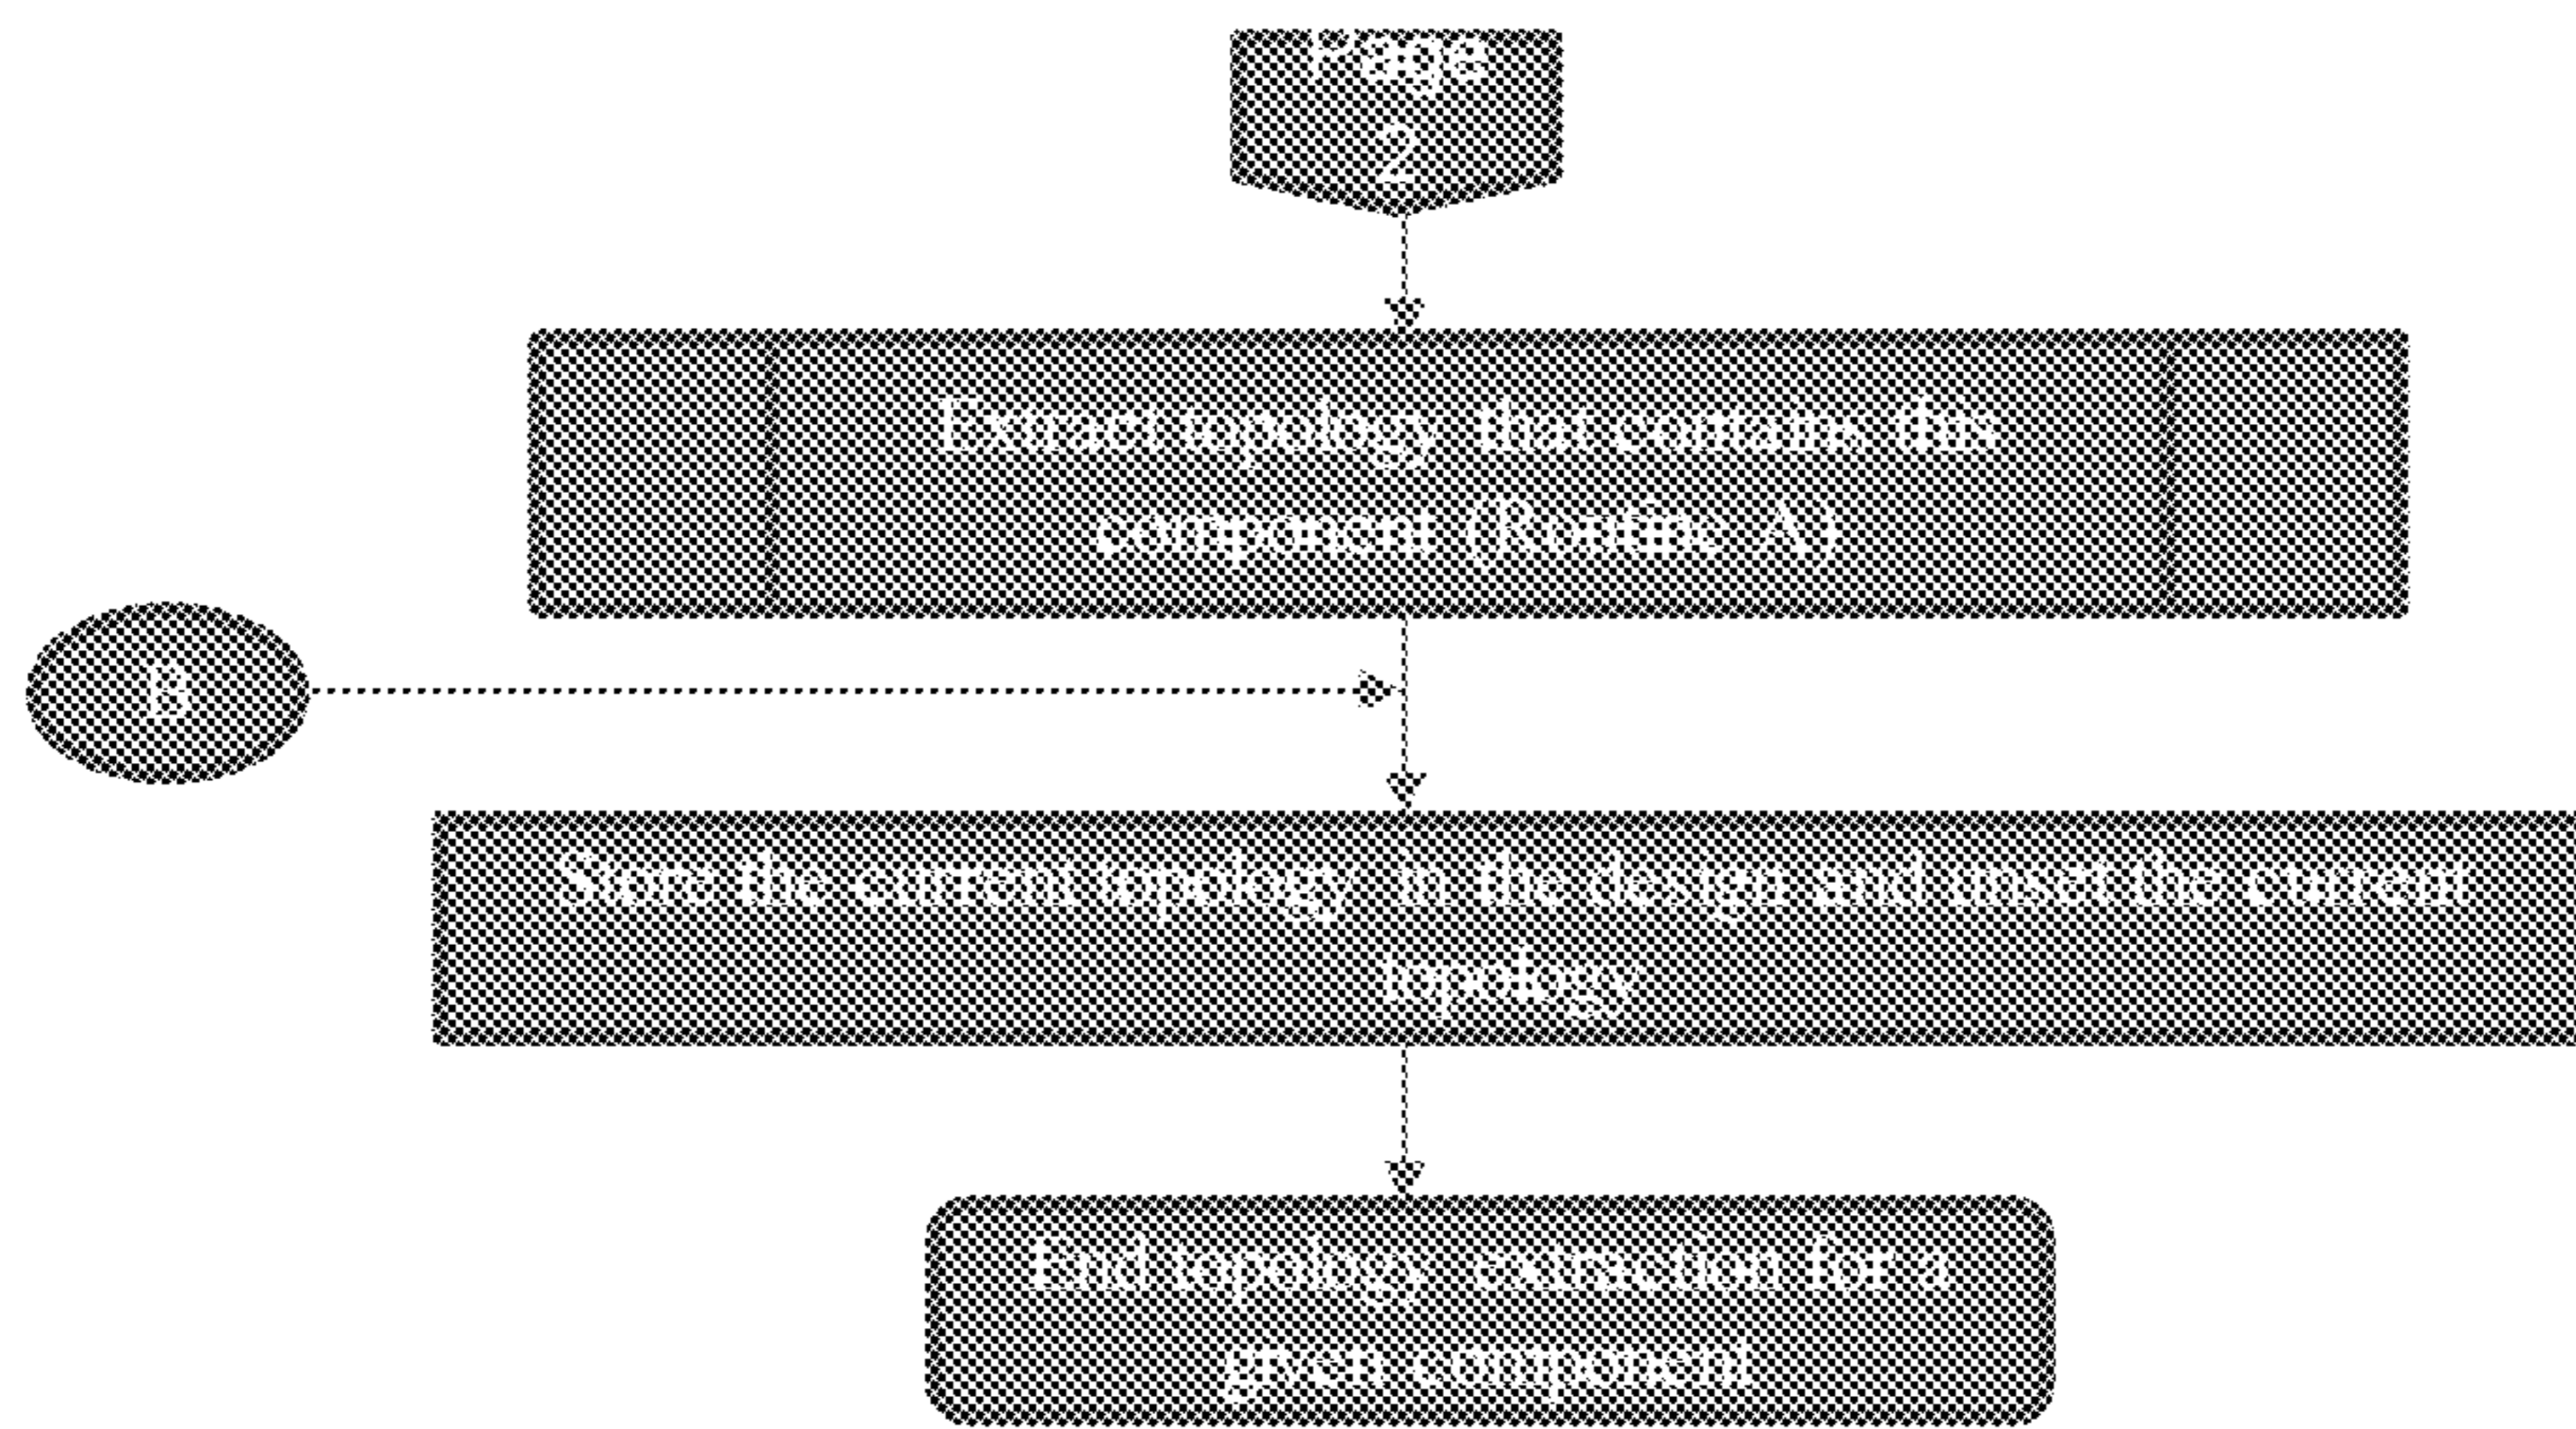 Page
2
Extract topology that contains this
component (Routine A)
B
Store the current topology in the design and unset the current
topology
End topology extraction for a
given component